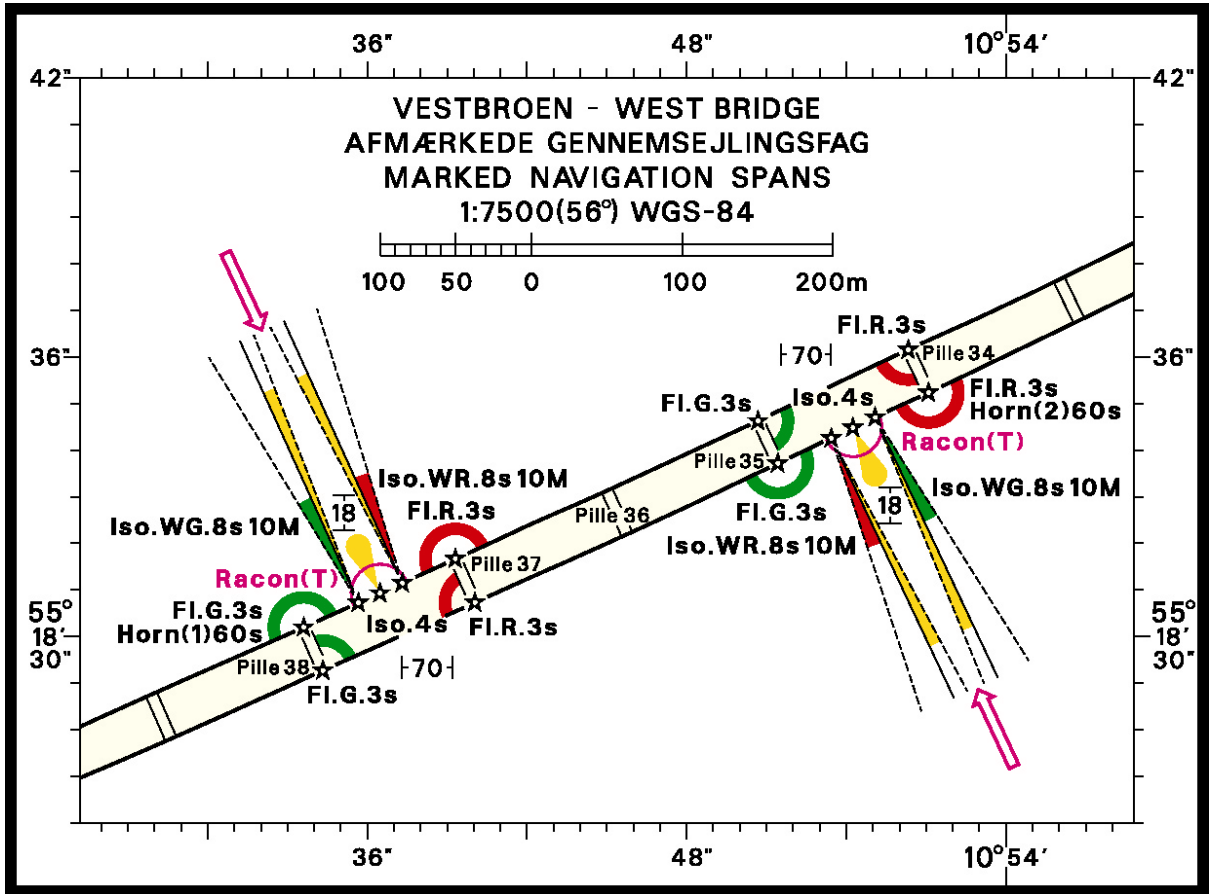 36" 48" 10°54'
42" 42"
VESTBROEN - WEST BRIDGE
AFMÆRKEDE GENNEMSEJLINGSFAG
MARKED NAVIGATION SPANS
1:7500(56°) WGS-84
100 50 0 100 200m
Fl.R.3s
36" 70 Pille 34 36"
Fl.G.3s Iso.4s Fl.R.3s
Horn(2)60s
Racon(T)
Pille 35
Iso.WR.8s 10M
18 Fl.R.3s Pille 36 Fl.G.3s 18 Iso.WG.8s 10M
Iso.WG.8s 10M Iso.WR.8s 10M
Pille 37
Racon(T)
Fl.G.3s
Horn(1)60s Iso.4s Fl.R.3s
55° 55°
18' 18'
30" 30"
Pille 38 70
Fl.G.3s
36" 48" 10°54'